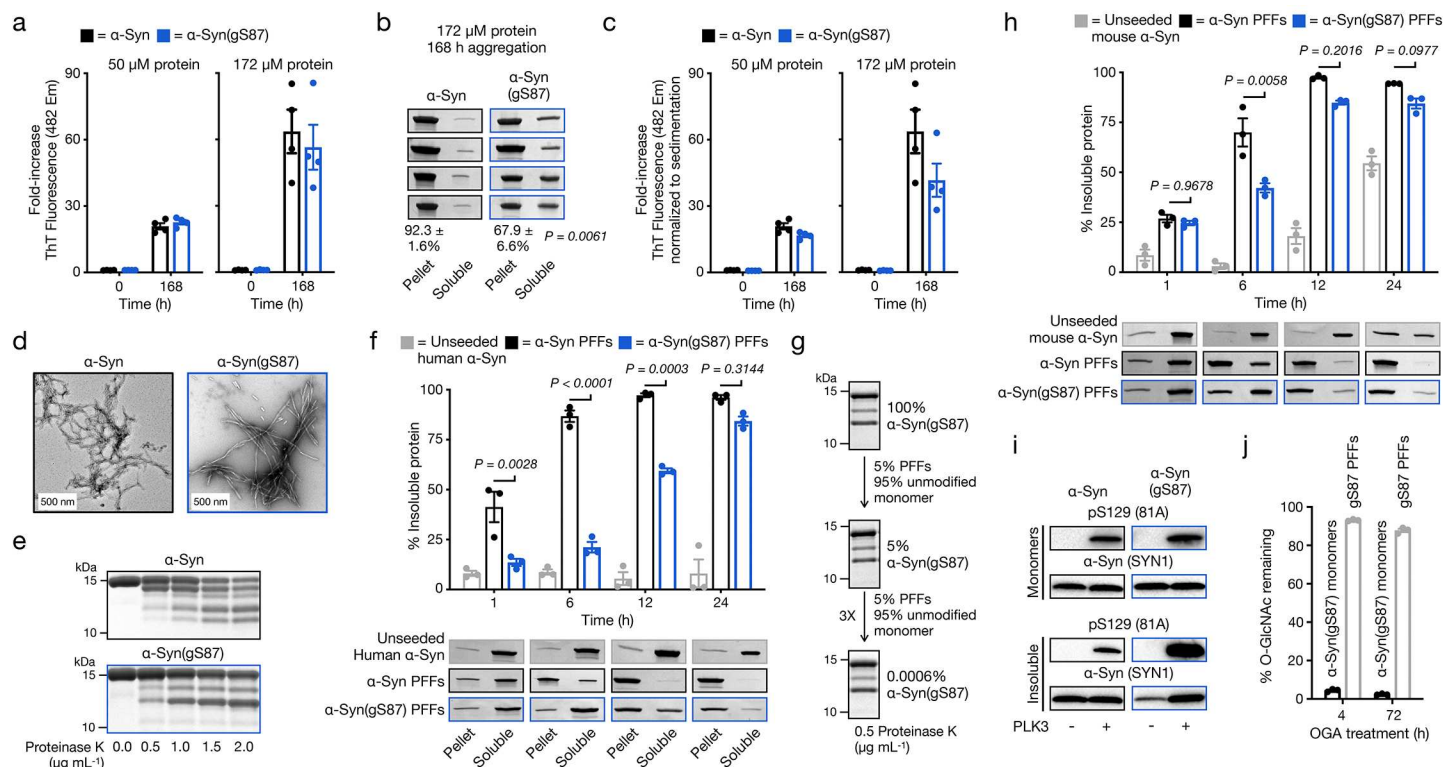 a
= α-Syn = α-Syn(gS87)
50 μM protein
172 μM protein
Fold-increase
ThT Fluorescence (482 Em)
90
60
30
0
0 168 0 168
Time (h) Time (h)
b
172 μM protein
168 h aggregation
α-Syn
α-Syn
(gS87)
92.3 ±
1.6%
67.9 ±
6.6%
P = 0.0061
Pellet
Soluble
Pellet
Soluble
c
= α-Syn = α-Syn(gS87)
50 μM protein
172 μM protein
Fold-increase
ThT Fluorescence (482 Em)
normalized to sedimentation
90
60
30
0
0 168 0 168
Time (h) Time (h)
d
α-Syn
α-Syn(gS87)
500 nm
500 nm
e
α-Syn
kDa
15
10
α-Syn(gS87)
kDa
15
10
Proteinase K
(μg mL-1)
0.0 0.5 1.0 1.5 2.0
f
= Unseeded
human α-Syn
= α-Syn PFFs = α-Syn(gS87) PFFs
% Insoluble protein
100
75
50
25
0
P = 0.0028
P < 0.0001
P = 0.0003
P = 0.3144
1 6 12 24
Time (h)
Unseeded
Human α-Syn
α-Syn PFFs
α-Syn(gS87) PFFs
Pellet
Soluble
Pellet
Soluble
Pellet
Soluble
Pellet
Soluble
g
kDa
15
10
100%
α-Syn(gS87)
5% PFFs
95% unmodified
monomer
15
10
5%
α-Syn(gS87)
3X
5% PFFs
95% unmodified
monomer
15
10
0.0006%
α-Syn(gS87)
0.5 Proteinase K
(μg mL-1)
h
= Unseeded
mouse α-Syn
= α-Syn PFFs = α-Syn(gS87) PFFs
% Insoluble protein
100
75
50
25
0
P = 0.9678
P = 0.0058
P = 0.2016
P = 0.0977
1 6 12 24
Time (h)
Unseeded
mouse α-Syn
α-Syn PFFs
α-Syn(gS87) PFFs
i
α-Syn
α-Syn
(gS87)
Monomers
pS129 (81A)
α-Syn (SYN1)
Insoluble
pS129 (81A)
α-Syn (SYN1)
PLK3 - + - +
j
% O-GlcNAc remaining
100
80
60
40
20
0
α-Syn(gS87) monomers
gS87 PFFs
α-Syn(gS87) monomers
gS87 PFFs
4 72
OGA treatment (h)